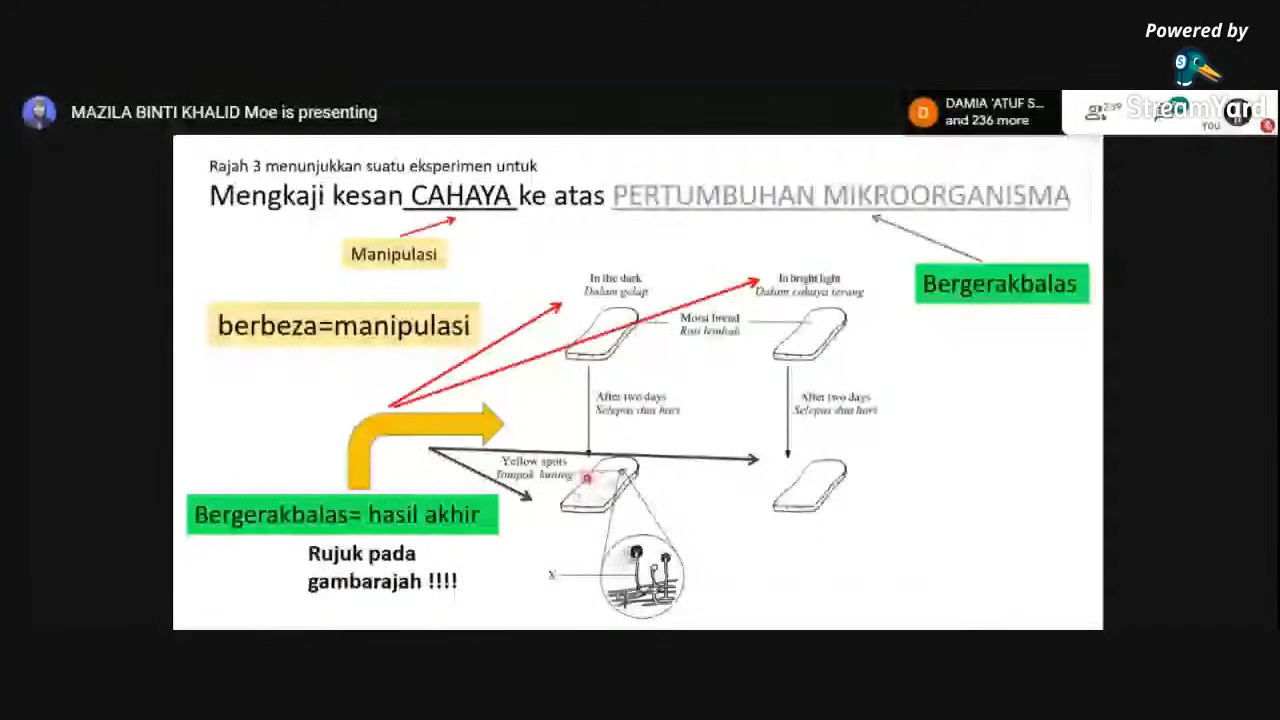 Powered by
StreamYard
MAZILA BINTI KHALID Moe is presenting
D
DAMIA 'ATUF S...
and 236 more
239
You
Rajah 3 menunjukkan suatu eksperimen untuk
Mengkaji kesan CAHAYA ke atas PERTUMBUHAN MIKROORGANISMA
Manipulasi
Bergerakbalas
In the dark
Dalam gelap
In bright light
Dalam cahaya terang
berbeza=manipulasi
Moist bread
Roti lembab
After two days
Selepas dua hari
After two days
Selepas dua hari
Yellow spots
Tompok kuning
Bergerakbalas= hasil akhir
Rujuk pada
gambarajah !!!!
X